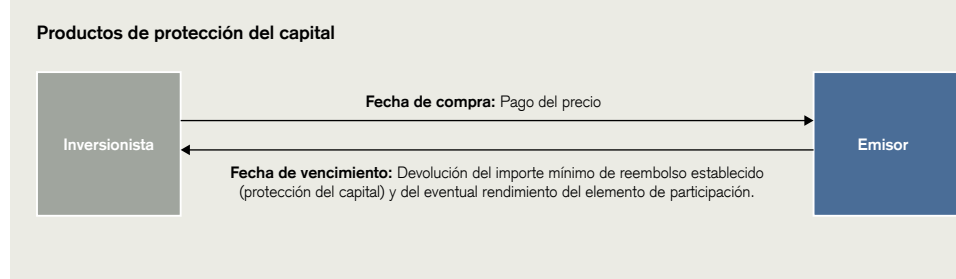 Productos de protección del capital
Fecha de compra: Pago del precio
Inversionista
Emisor
Fecha de vencimiento: Devolución del importe mínimo de reembolso establecido
(protección del capital) y del eventual rendimiento del elemento de participación.